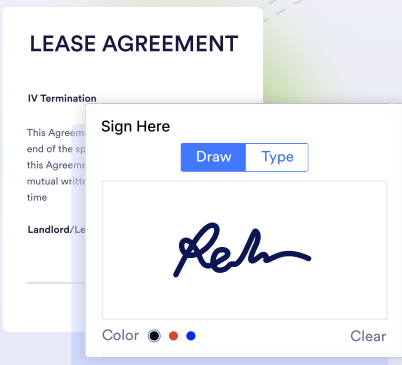 LEASE AGREEMENT
IV Termination
This Agreem
end of the sp
this Agreeme
mutual writte
time
Landlord/Le
Sign Here
Draw Type
Color
Clear